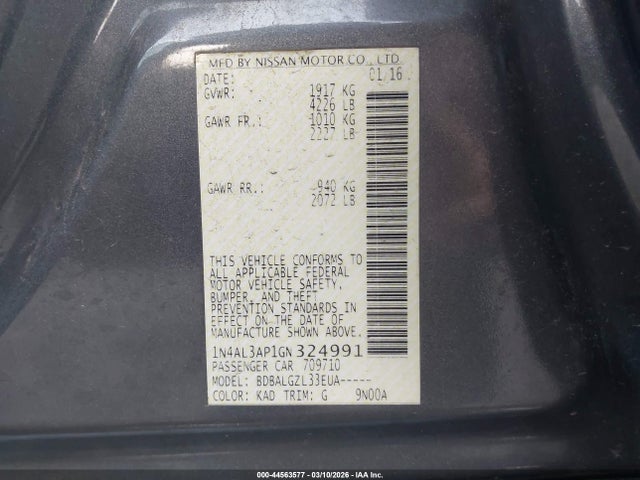 MFD BY NISSAN MOTOR CO., LTD
DATE: 01 16
GVWR: 1917 KG
4226 LB
GAWR FR.: 1010 KG
2227 LB
GAWR RR.: 940 KG
2072 LB
THIS VEHICLE CONFORMS TO
ALL APPLICABLE FEDERAL
MOTOR VEHICLE SAFETY,
BUMPER, AND THEFT
PREVENTION STANDARDS IN
EFFECT ON THE DATE OF
MANUFACTURE SHOWN ABOVE.
1N4AL3AP1GN324991
PASSENGER CAR 709710
MODEL: BDBALGZL33EUA-----
COLOR: KAD TRIM: G 9N00A
000-44563577 — 03/10/2026 — IAA Inc.